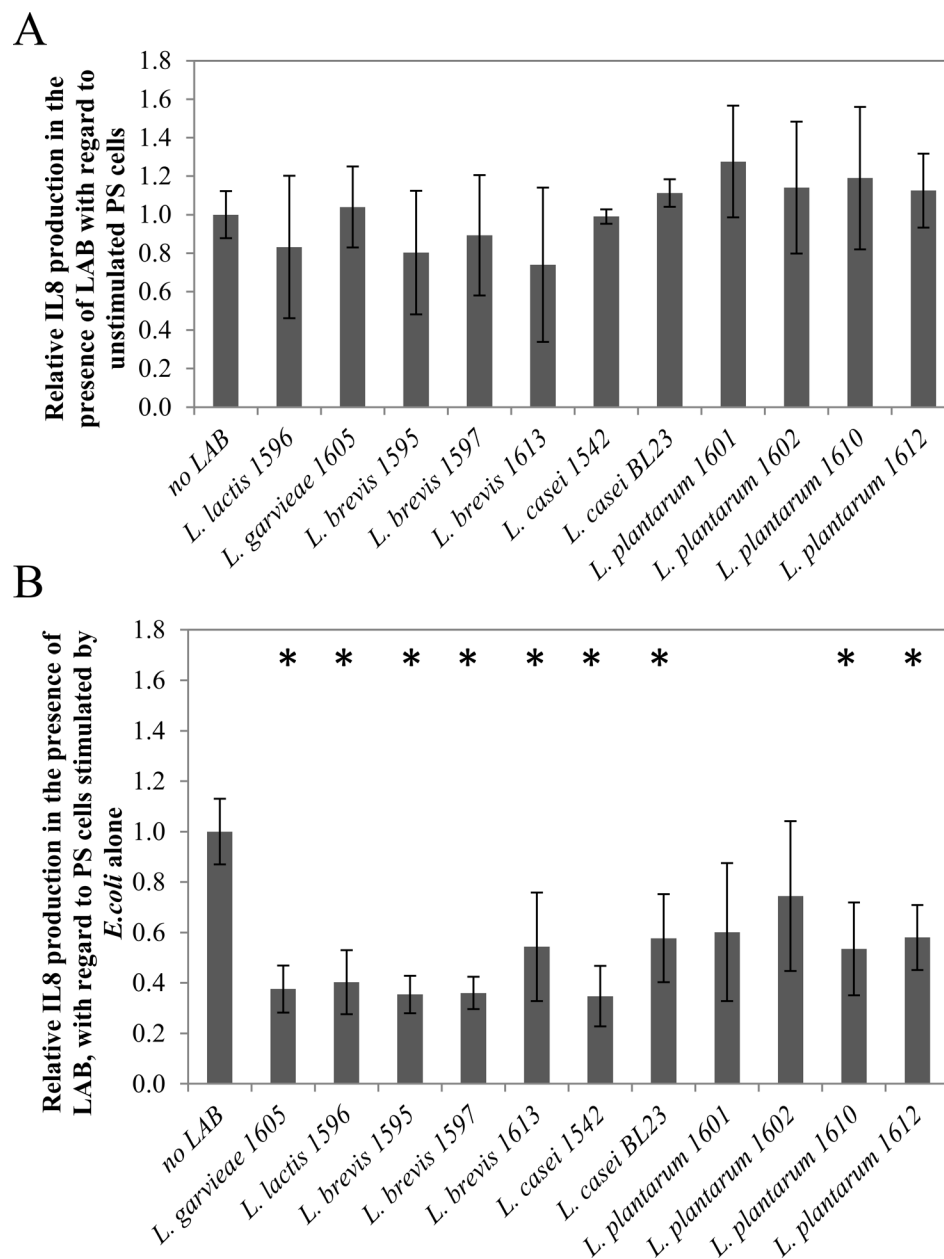 A
Relative IL8 production in the
presence of LAB with regard to
unstimulated PS cells
1.8
1.6
1.4
1.2
1.0
0.8
0.6
0.4
0.2
0.0
no LAB
L. lactis 1596
L. garvieae 1605
L. brevis 1595
L. brevis 1597
L. brevis 1613
L. casei 1542
L. casei BL23
L. plantarum 1601
L. plantarum 1602
L. plantarum 1610
L. plantarum 1612
B
Relative IL8 production in the presence of
LAB, with regard to PS cells stimulated by
E.coli alone
1.8
1.6
1.4
1.2
1.0
0.8
0.6
0.4
0.2
0.0
* * * * * * * * *
no LAB
L. garvieae 1605
L. lactis 1596
L. brevis 1595
L. brevis 1597
L. brevis 1613
L. casei 1542
L. casei BL23
L. plantarum 1601
L. plantarum 1602
L. plantarum 1610
L. plantarum 1612